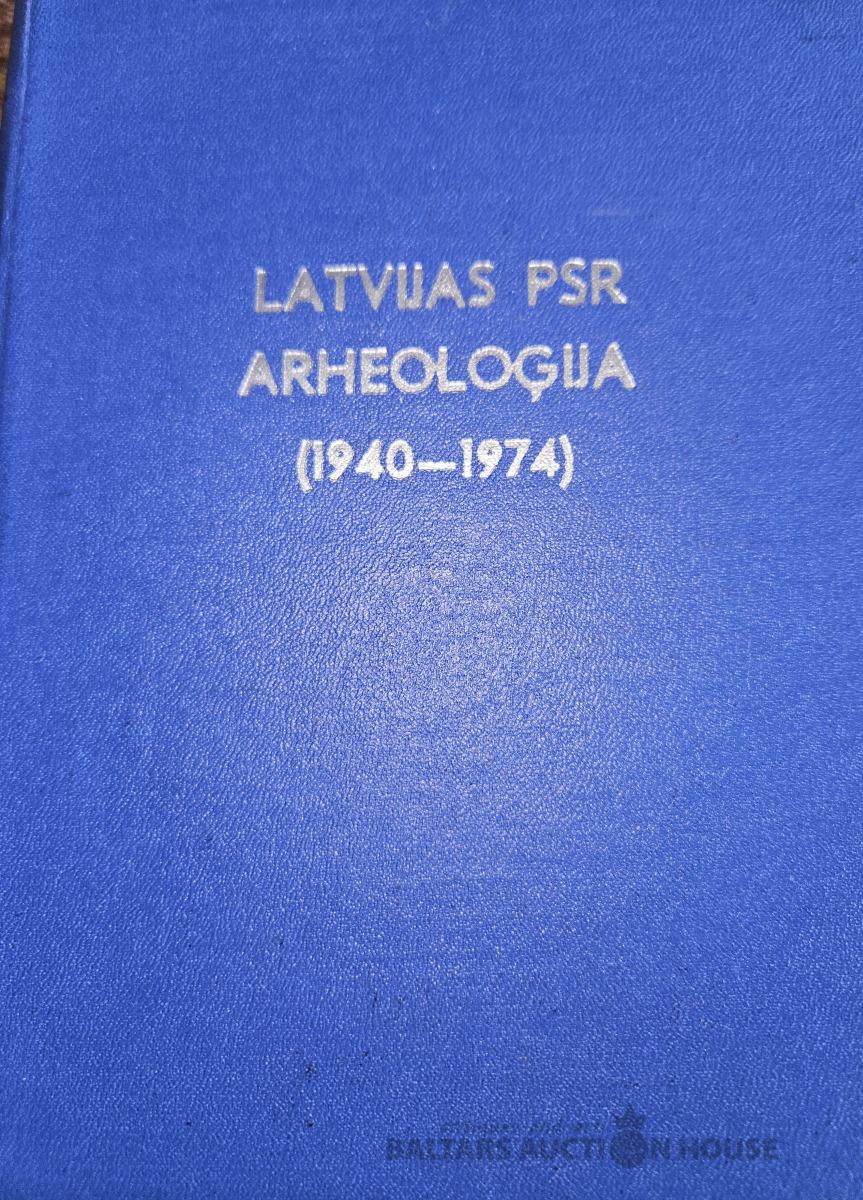 LATVIJAS PSR
ARHEOLOĢIJA
(1940—1974)
BALTARS AUCTION HOUSE